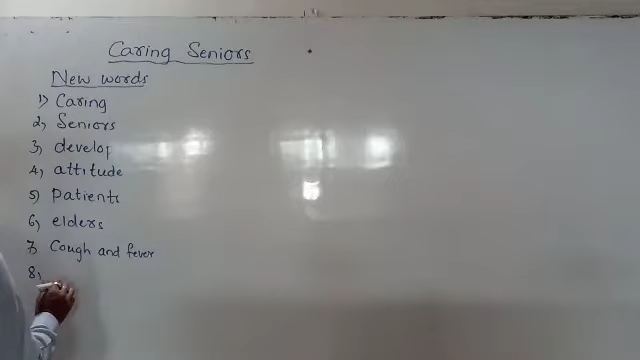 Caring Seniors
New words
1) Caring
2) Seniors
3) develop
4) attitude
5) Patients
6) elders
7) Cough and fever
8)